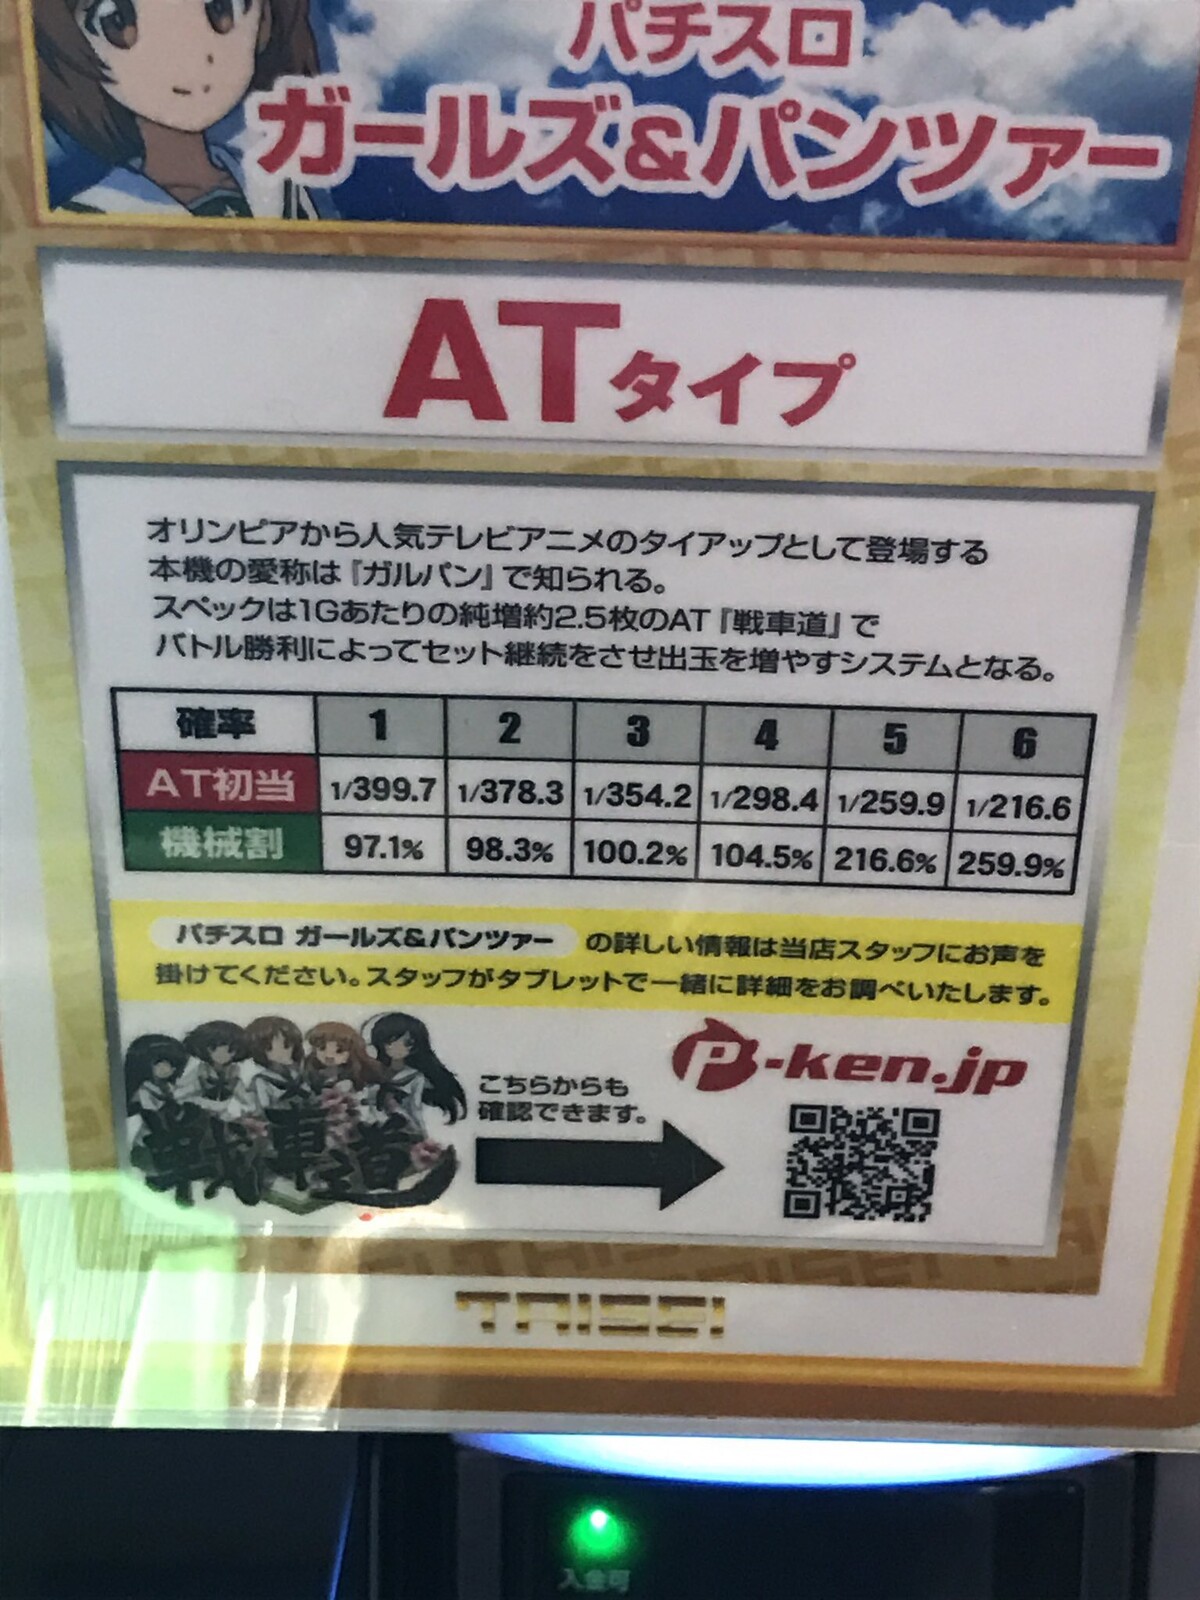 パチスロ
ガールズ&パンツァー
ATタイプ
オリンピアから人気テレビアニメのタイアップとして登場する
本機の愛称は『ガルパン』で知られる。
スペックは1Gあたりの純増約2.5枚のAT『戦車道』で
バトル勝利によってセット継続をさせ出玉を増やすシステムとなる。
確率 1 2 3 4 5 6
AT初当 1/399.7 1/378.3 1/354.2 1/298.4 1/259.9 1/216.6
機械割 97.1% 98.3% 100.2% 104.5% 216.6% 259.9%
パチスロ ガールズ&パンツァー の詳しい情報は当店スタッフにお声を
掛けてください。スタッフがタブレットで一緒に詳細をお調べいたします。
戦車道
こちらからも
確認できます。
P-ken.jp
TAISEI
入金可